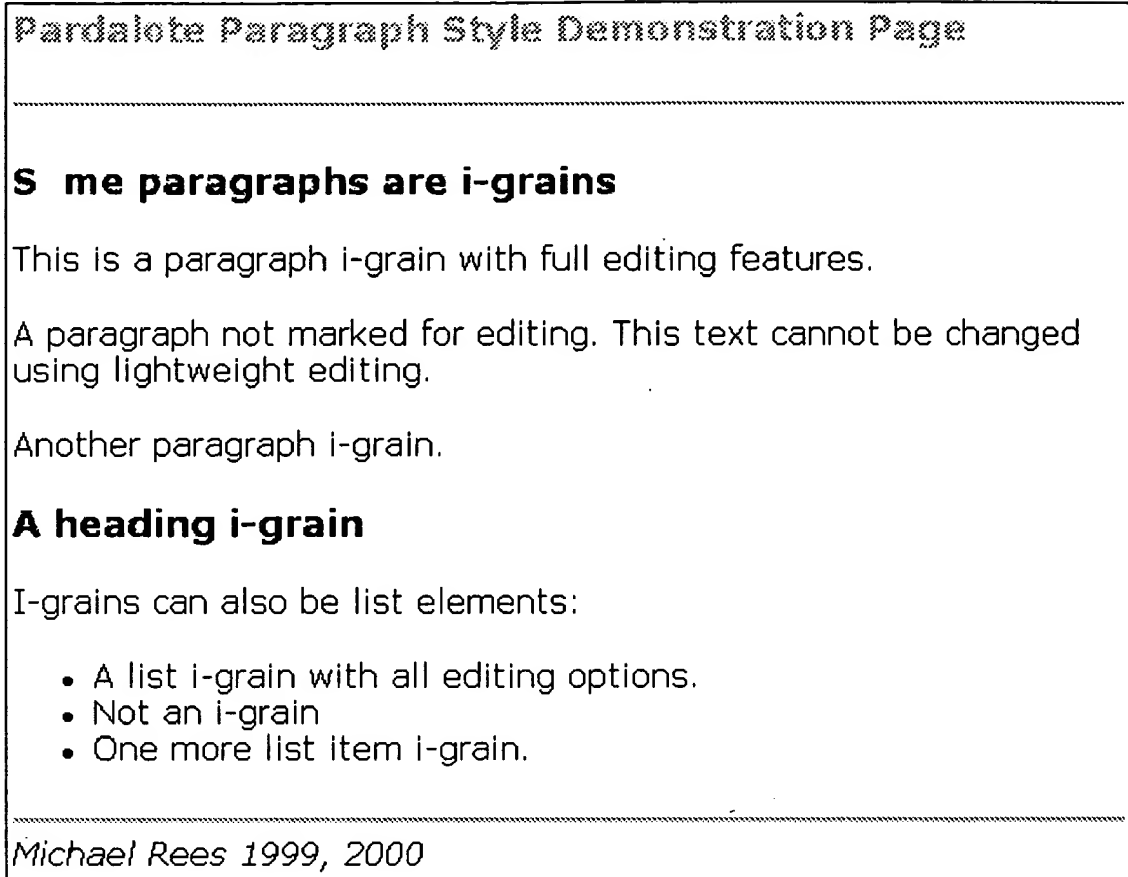 Pardalote Paragraph Style Demonstration Page
S me paragraphs are i-grains
This is a paragraph i-grain with full editing features.
A paragraph not marked for editing. This text cannot be changed
using lightweight editing.
Another paragraph i-grain.
A heading i-grain
I-grains can also be list elements:
• A list i-grain with all editing options.
• Not an i-grain
• One more list item i-grain.
Michael Rees 1999, 2000